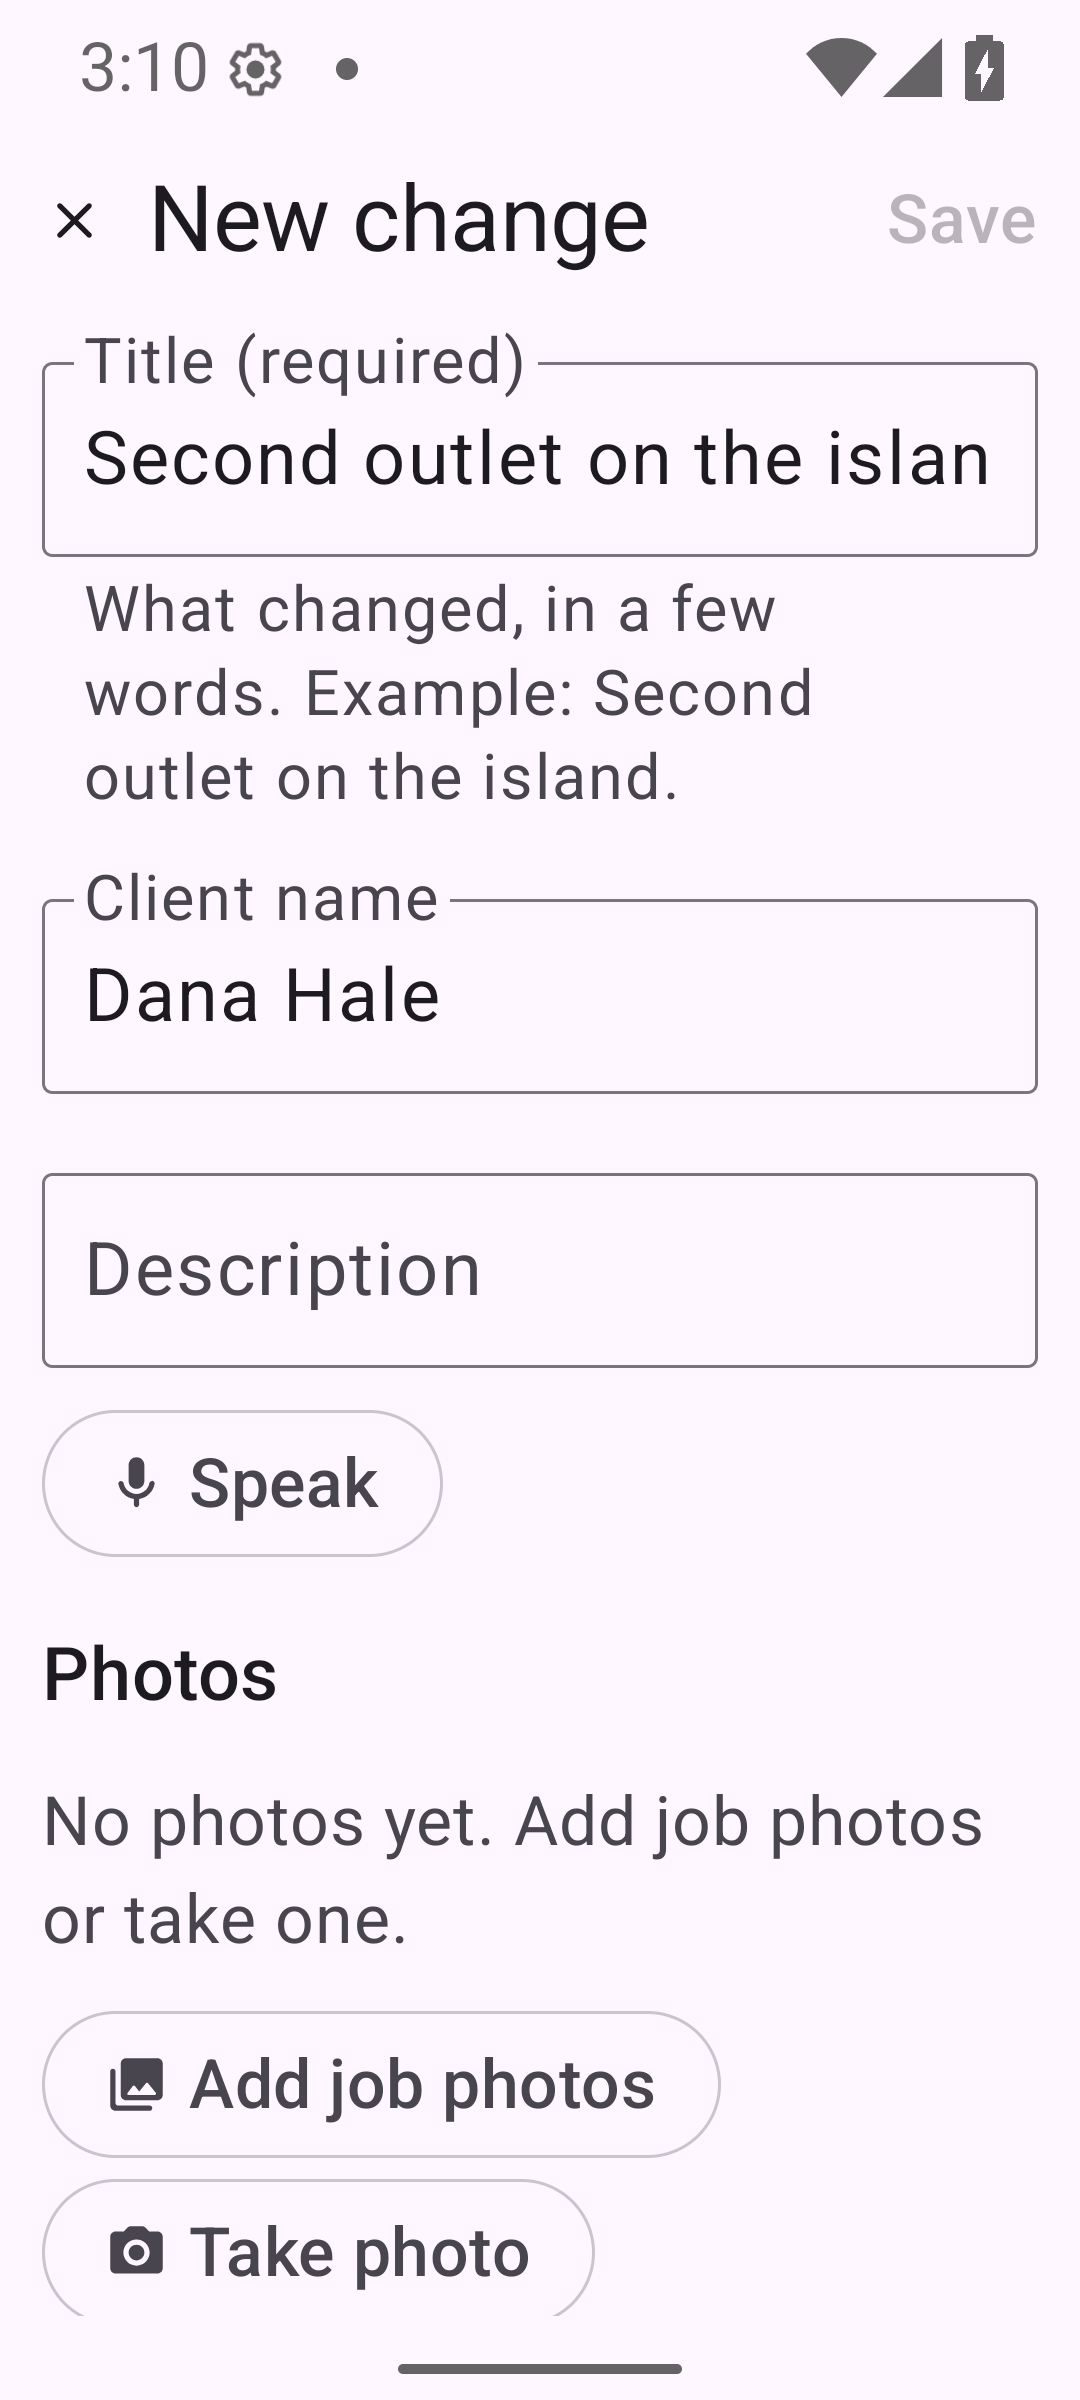 3:10
New change
Save
Title (required)
Second outlet on the islan
What changed, in a few
words. Example: Second
outlet on the island.
Client name
Dana Hale
Description
Speak
Photos
No photos yet. Add job photos
or take one.
Add job photos
Take photo